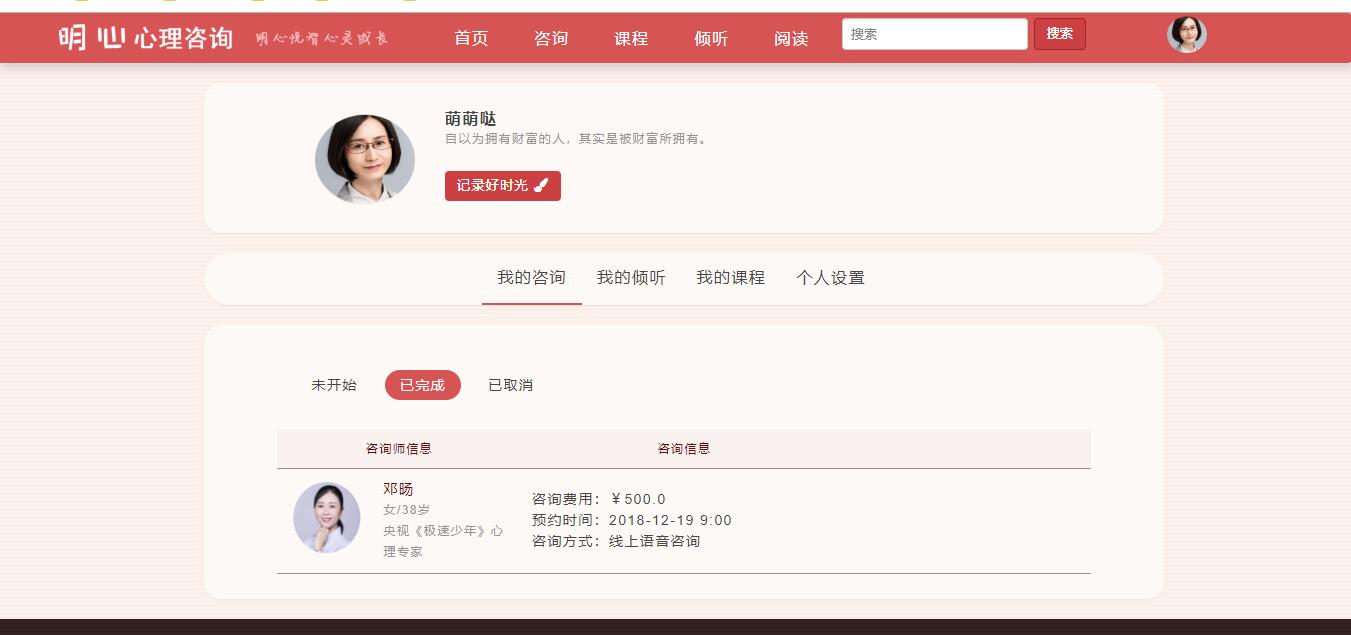 明心心理咨询 明心悦智心灵成长 首页 咨询 课程 倾听 阅读 搜索 搜索
萌萌哒
自以为拥有财富的人，其实是被财富所拥有。
记录好时光
我的咨询 我的倾听 我的课程 个人设置
未开始 已完成 已取消
咨询师信息 咨询信息
邓旸
女/38岁
央视《极速少年》心
理专家
咨询费用：￥500.0
预约时间：2018-12-19 9:00
咨询方式：线上语音咨询